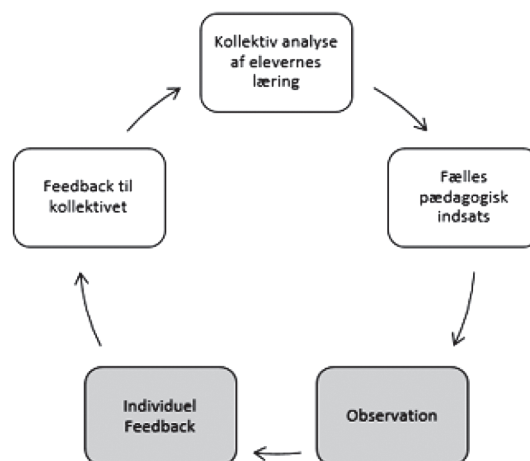 Kollektiv analyse
af elevernes
læring
Fælles
pædagogisk
indsats
Observation
Individuel
Feedback
Feedback til
kollektivet